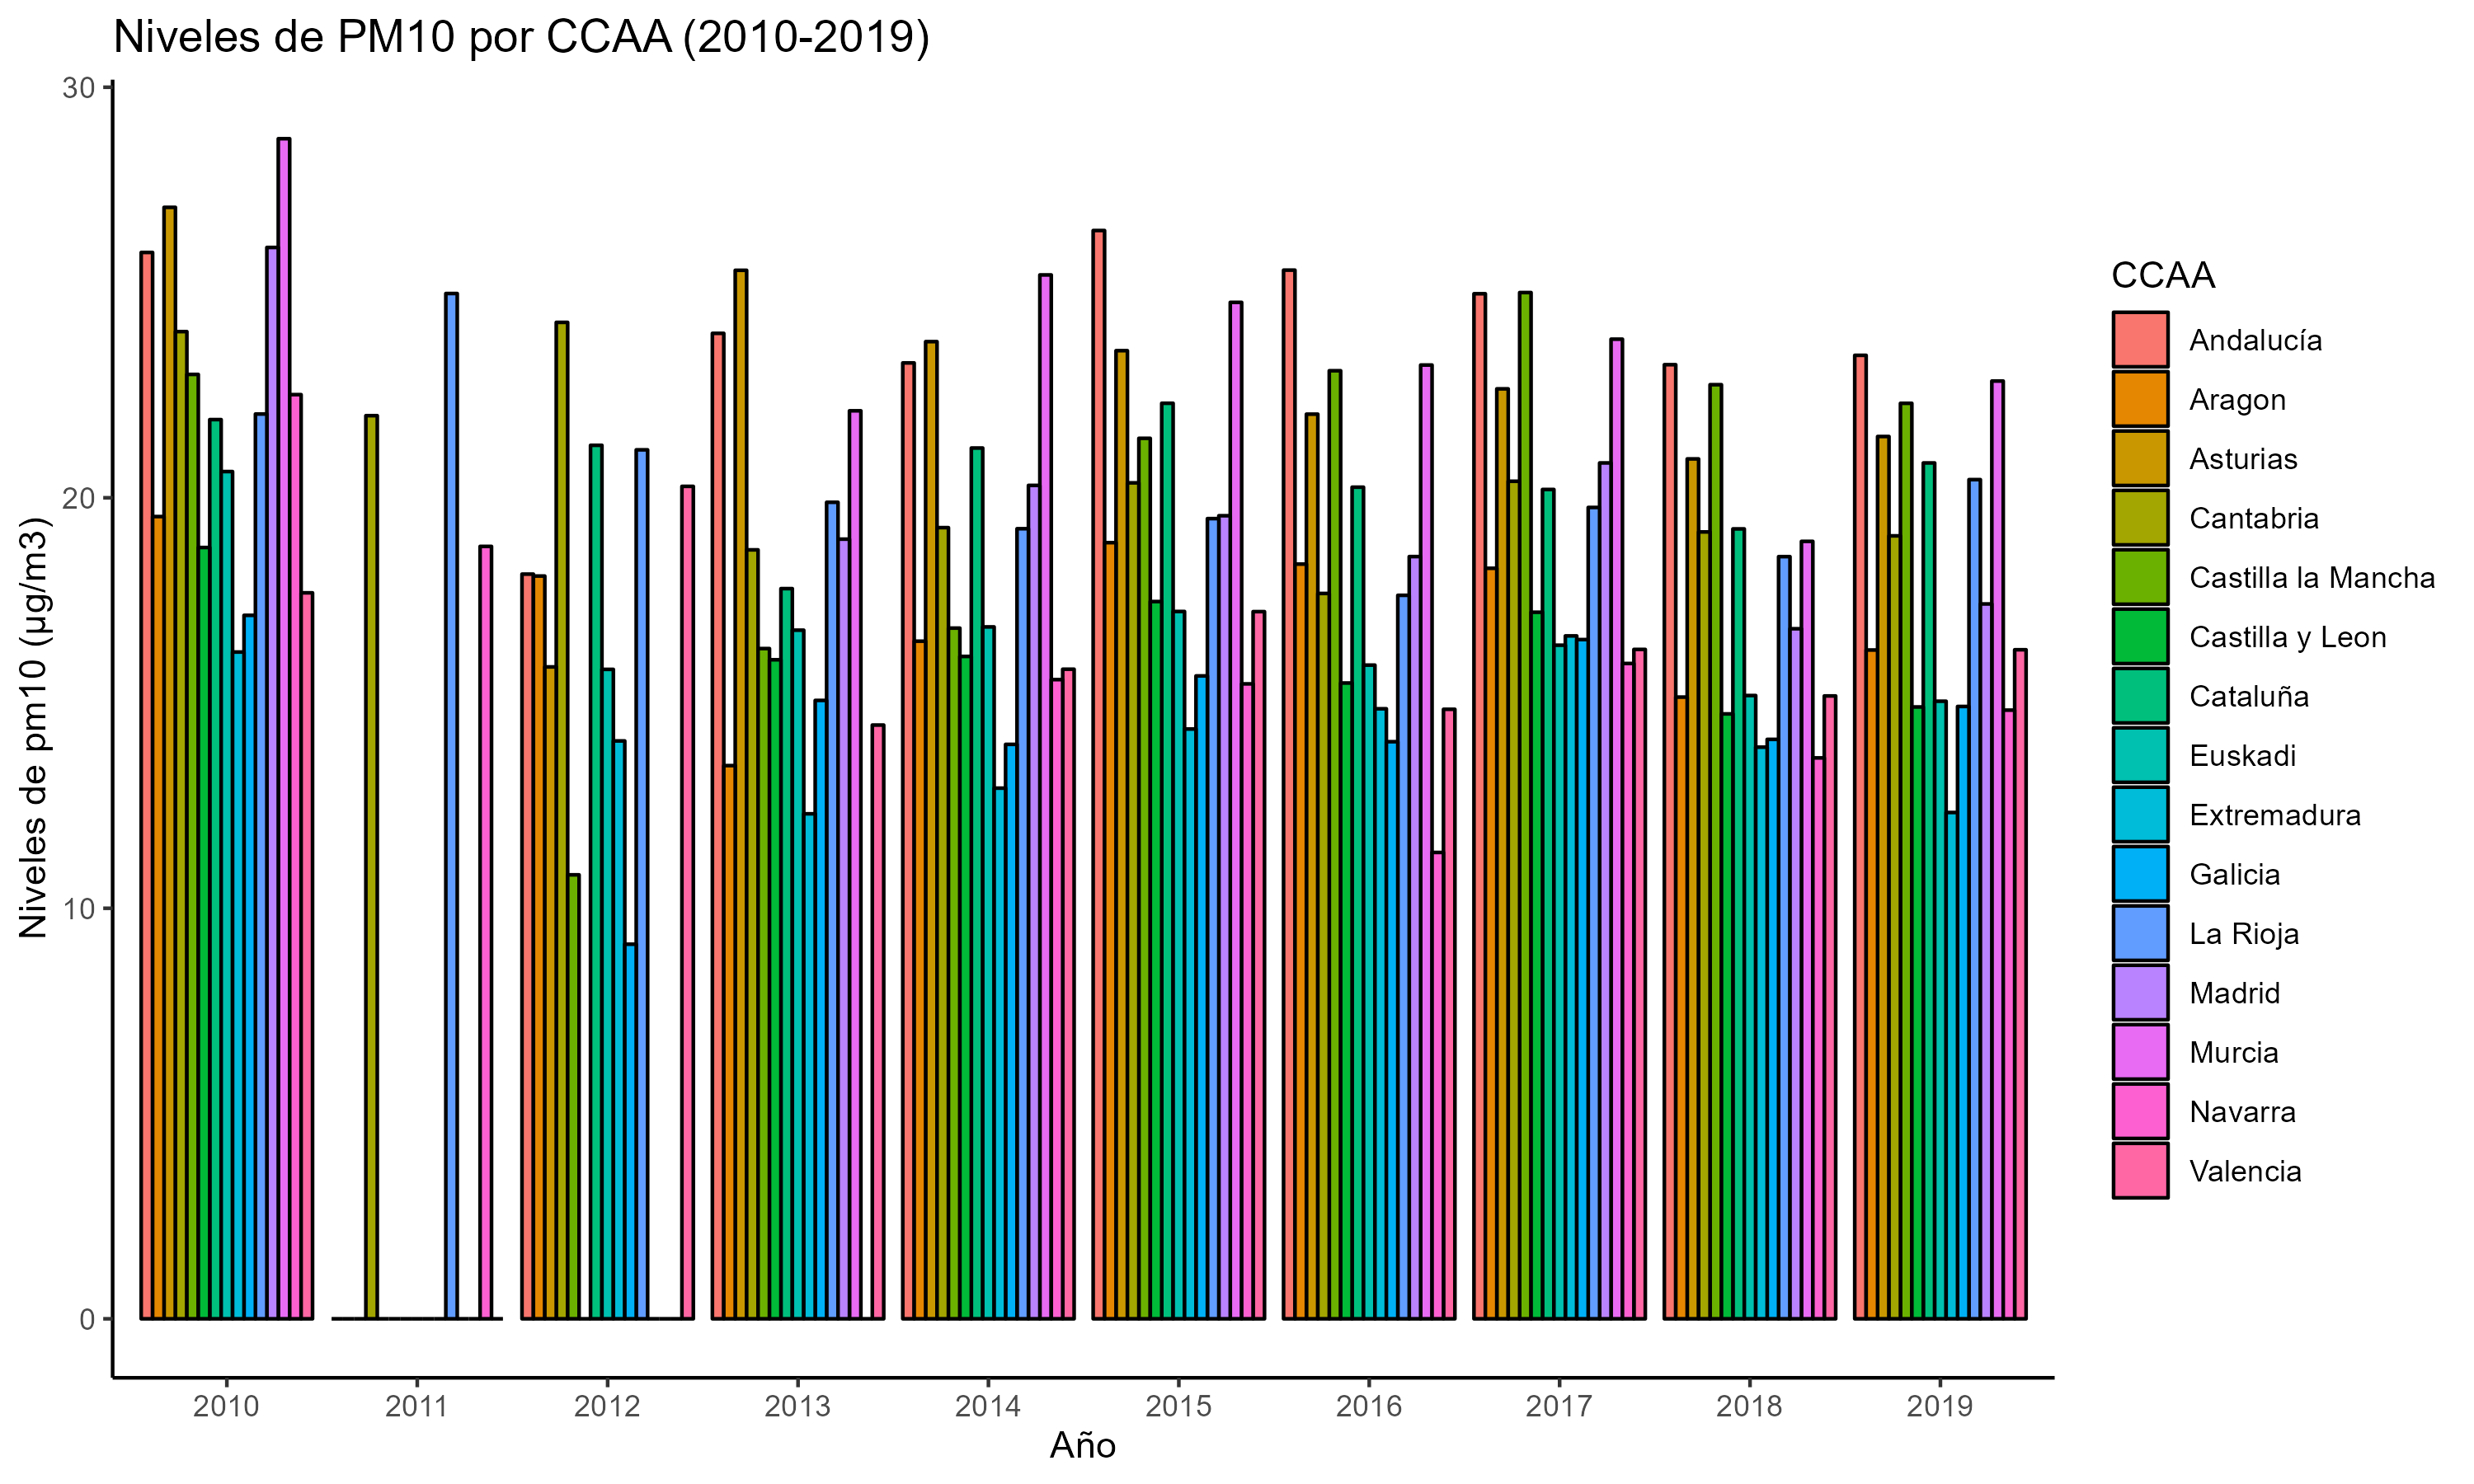 Niveles de PM10 por CCAA (2010-2019)
Niveles de pm10 (µg/m3)
30
20
10
0
2010 2011 2012 2013 2014 2015 2016 2017 2018 2019
Año
CCAA
Andalucía
Aragon
Asturias
Cantabria
Castilla la Mancha
Castilla y Leon
Cataluña
Euskadi
Extremadura
Galicia
La Rioja
Madrid
Murcia
Navarra
Valencia